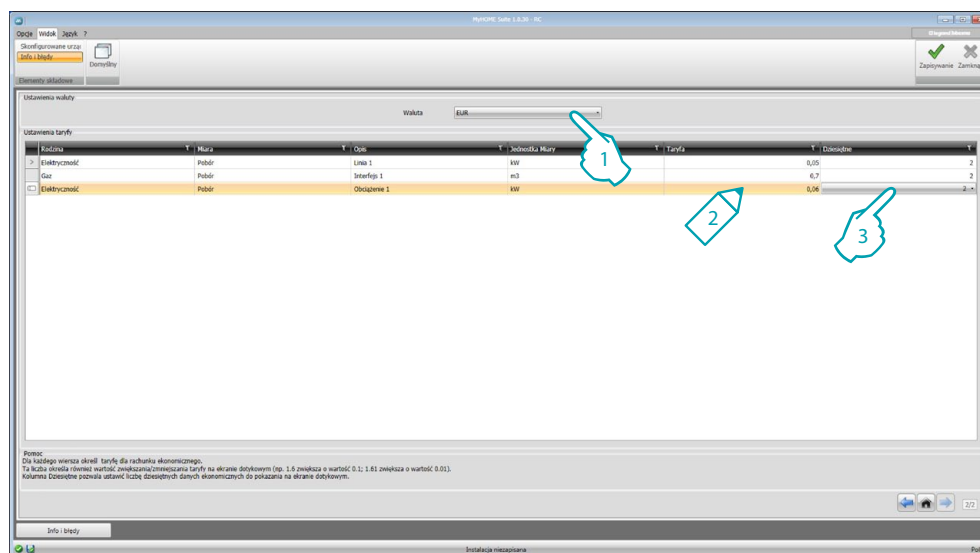 MyHOME Suite 1.0.36 - RC
Opcje Widok Język ?
Skonfigurowane urząd
Info i błędy
Domyślny
Zapisywanie Zamknąć
Elementy składowe
Ustawienia waluty
Waluta EUR
Ustawienia taryfy
Rodzina Miara Opis Jednostka Miary Taryfa Dziesiętne
Elektryczność Pobór Linia 1 kW 0,05 2
Gaz Pobór Interfejs 1 m3 0,7 2
Elektryczność Pobór Obciążenie 1 kW 0,06 2
1
2
3
Pomoc
Dla każdego wiersza określ taryfę dla rachunku ekonomicznego.
Ta liczba określa również wartość zwiększania/zmniejszania taryfy na ekranie dotykowym (np. 1.6 zwiększa o wartość 0.1; 1.61 zwiększa o wartość 0.01).
Kolumna Dziesiętne pozwala ustawić liczbę dziesiętnych danych ekonomicznych do pokazania na ekranie dotykowym.
2/2
Info i błędy
Instalacja niezapisana